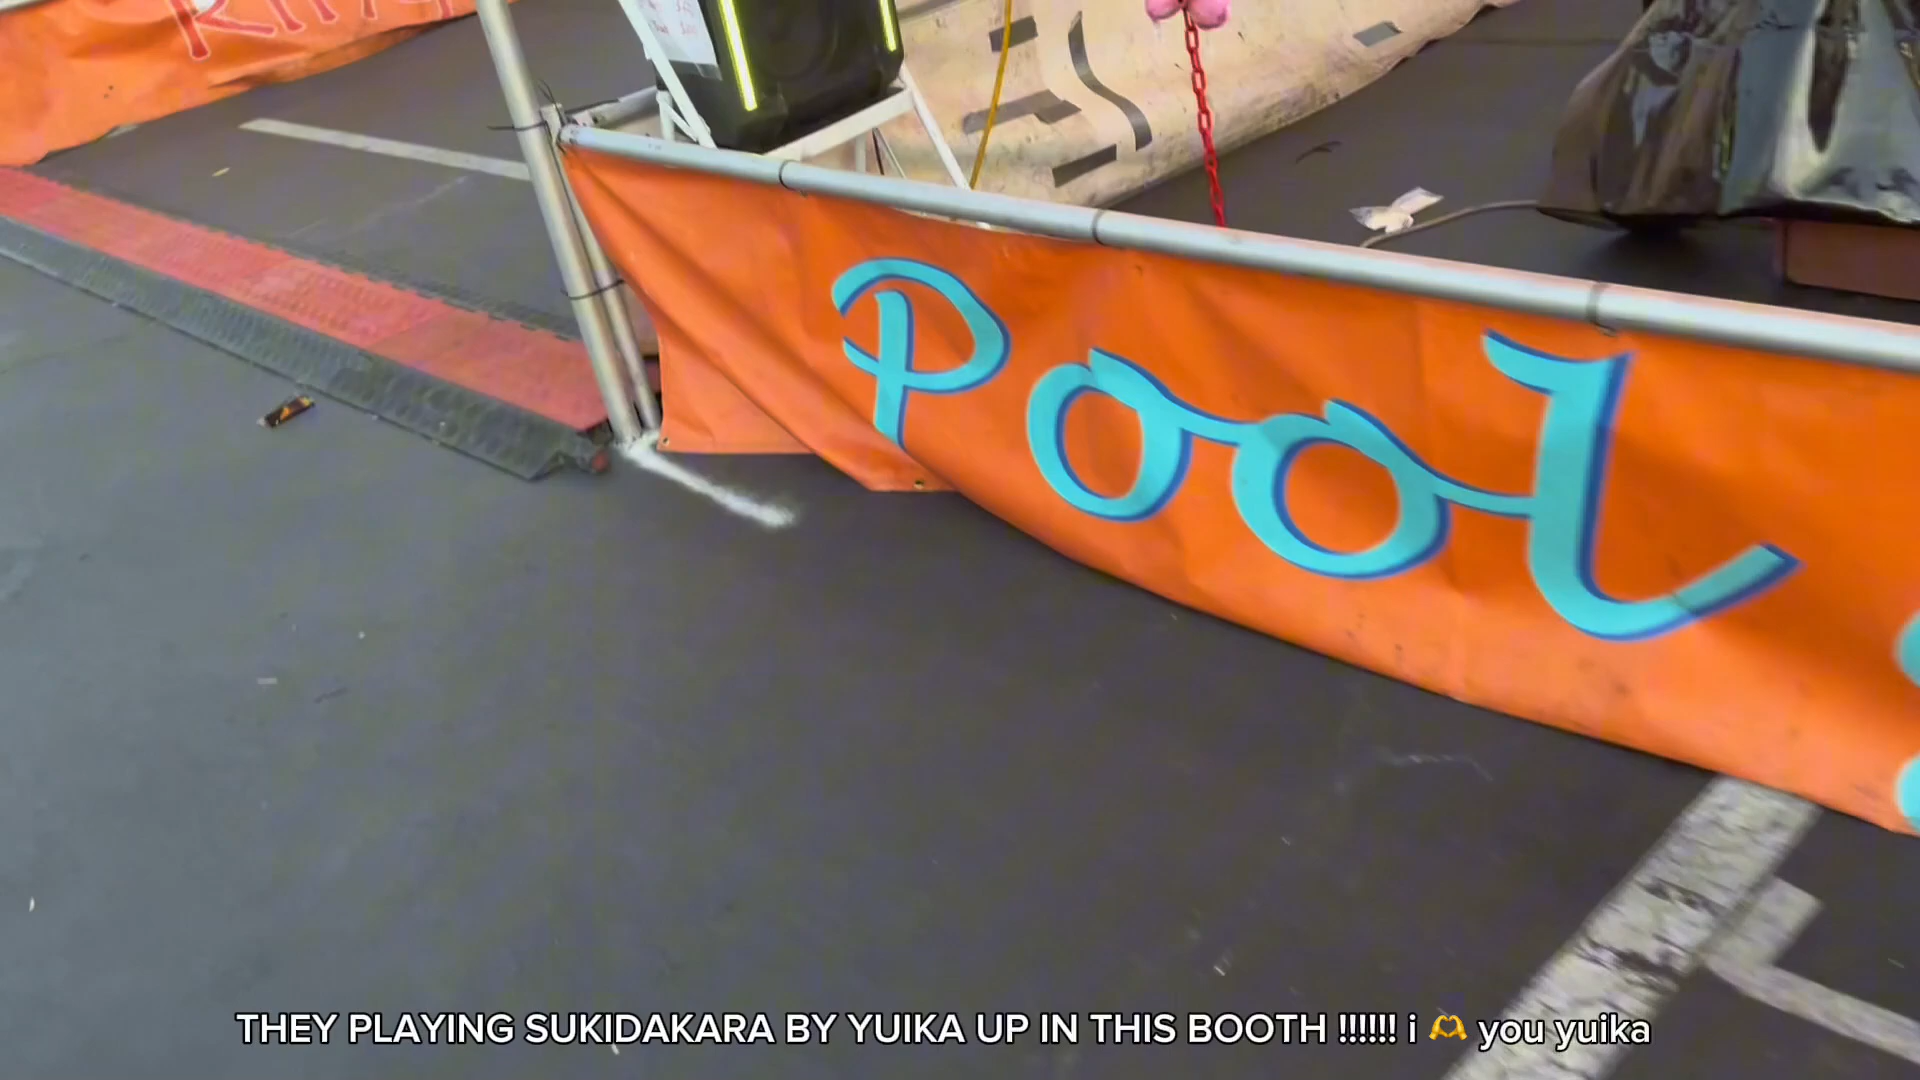 Pool
THEY PLAYING SUKIDAKARA BY YUIKA UP IN THIS BOOTH !!!!!! i 🫶 you yuika